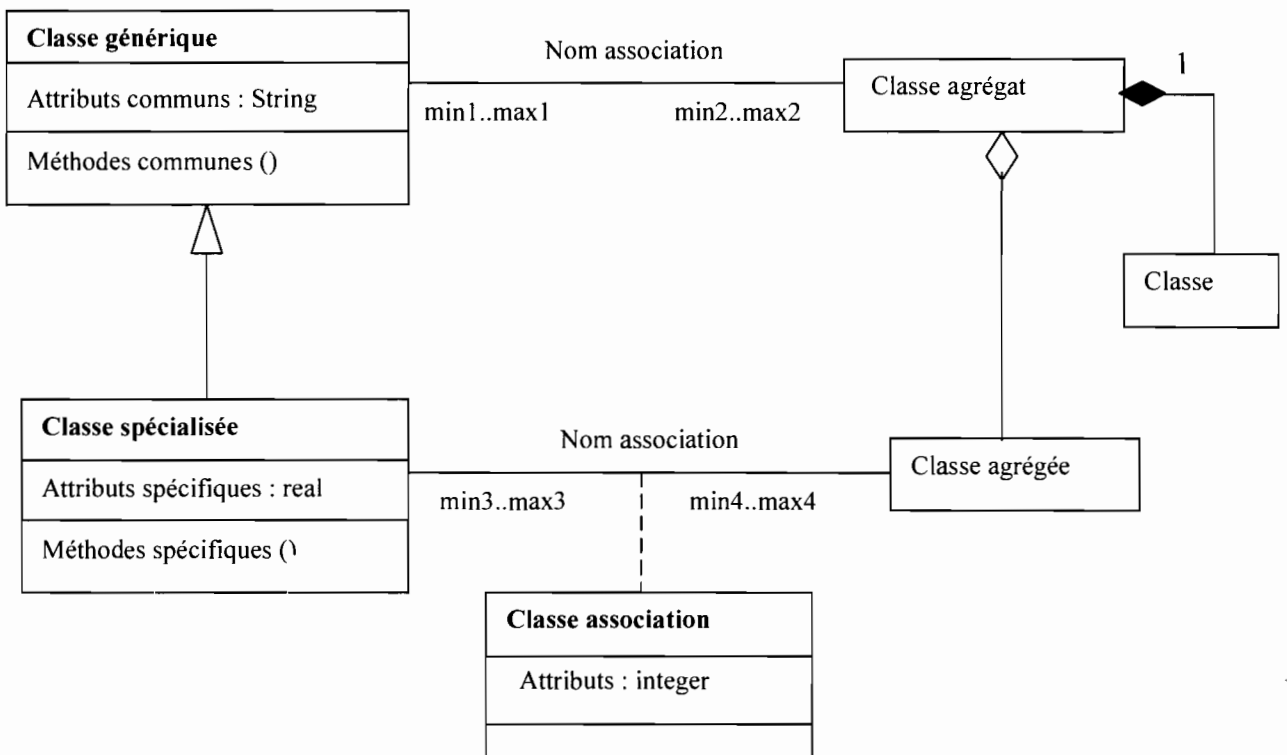 Classe générique
Attributs communs : String
Méthodes communes ()
Nom association
min1..max1
min2..max2
Classe agrégat
1
Classe
Classe spécialisée
Attributs spécifiques : real
Méthodes spécifiques ()
Nom association
min3..max3
min4..max4
Classe agrégée
Classe association
Attributs : integer